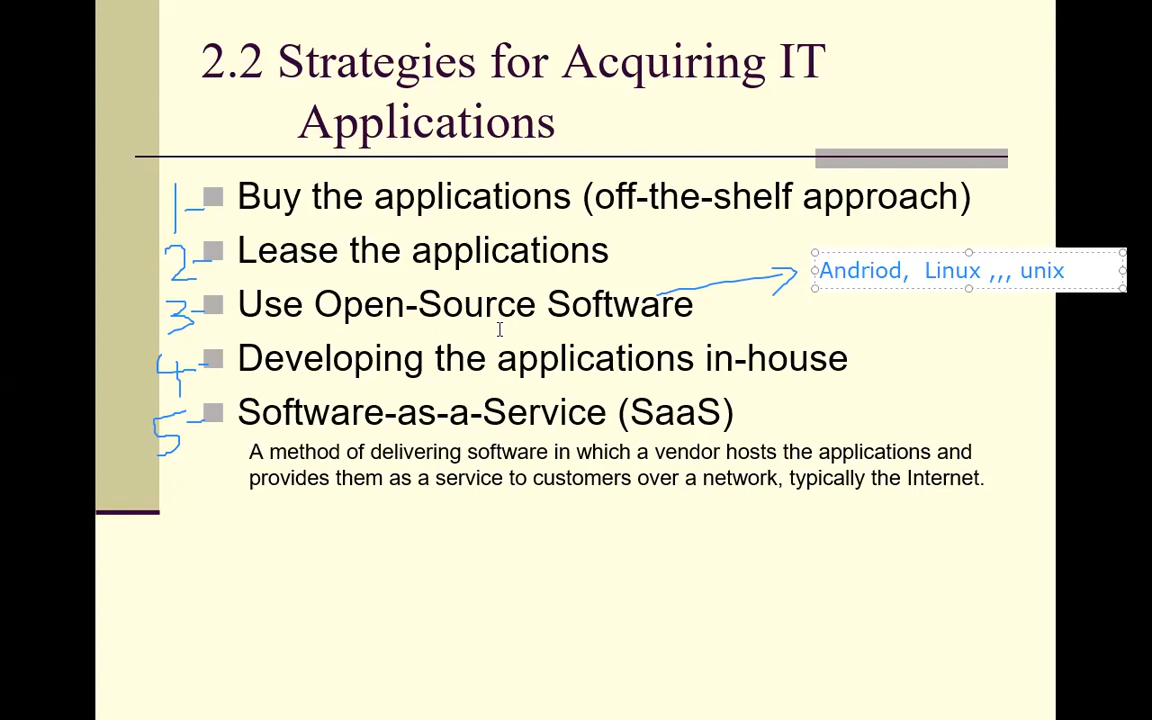 2.2 Strategies for Acquiring IT
Applications
1- Buy the applications (off-the-shelf approach)
2- Lease the applications
Andriod, Linux ,,, unix
3- Use Open-Source Software
4- Developing the applications in-house
5- Software-as-a-Service (SaaS)
A method of delivering software in which a vendor hosts the applications and
provides them as a service to customers over a network, typically the Internet.